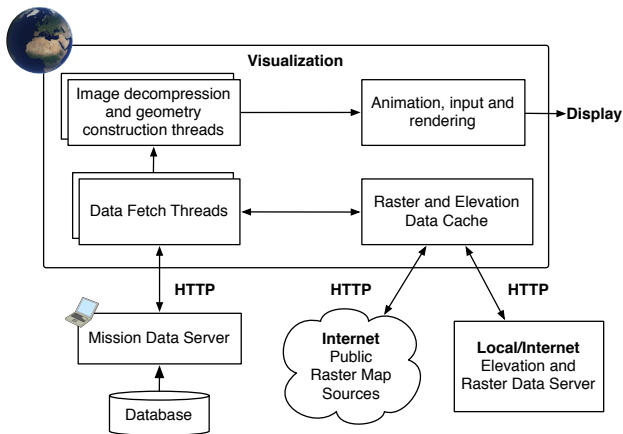 Visualization
Image decompression
and geometry
construction threads
Animation, input and
rendering
Display
Data Fetch Threads
Raster and Elevation
Data Cache
HTTP
HTTP
HTTP
Mission Data Server
Internet
Public
Raster Map
Sources
Local/Internet
Elevation and
Raster Data Server
Database